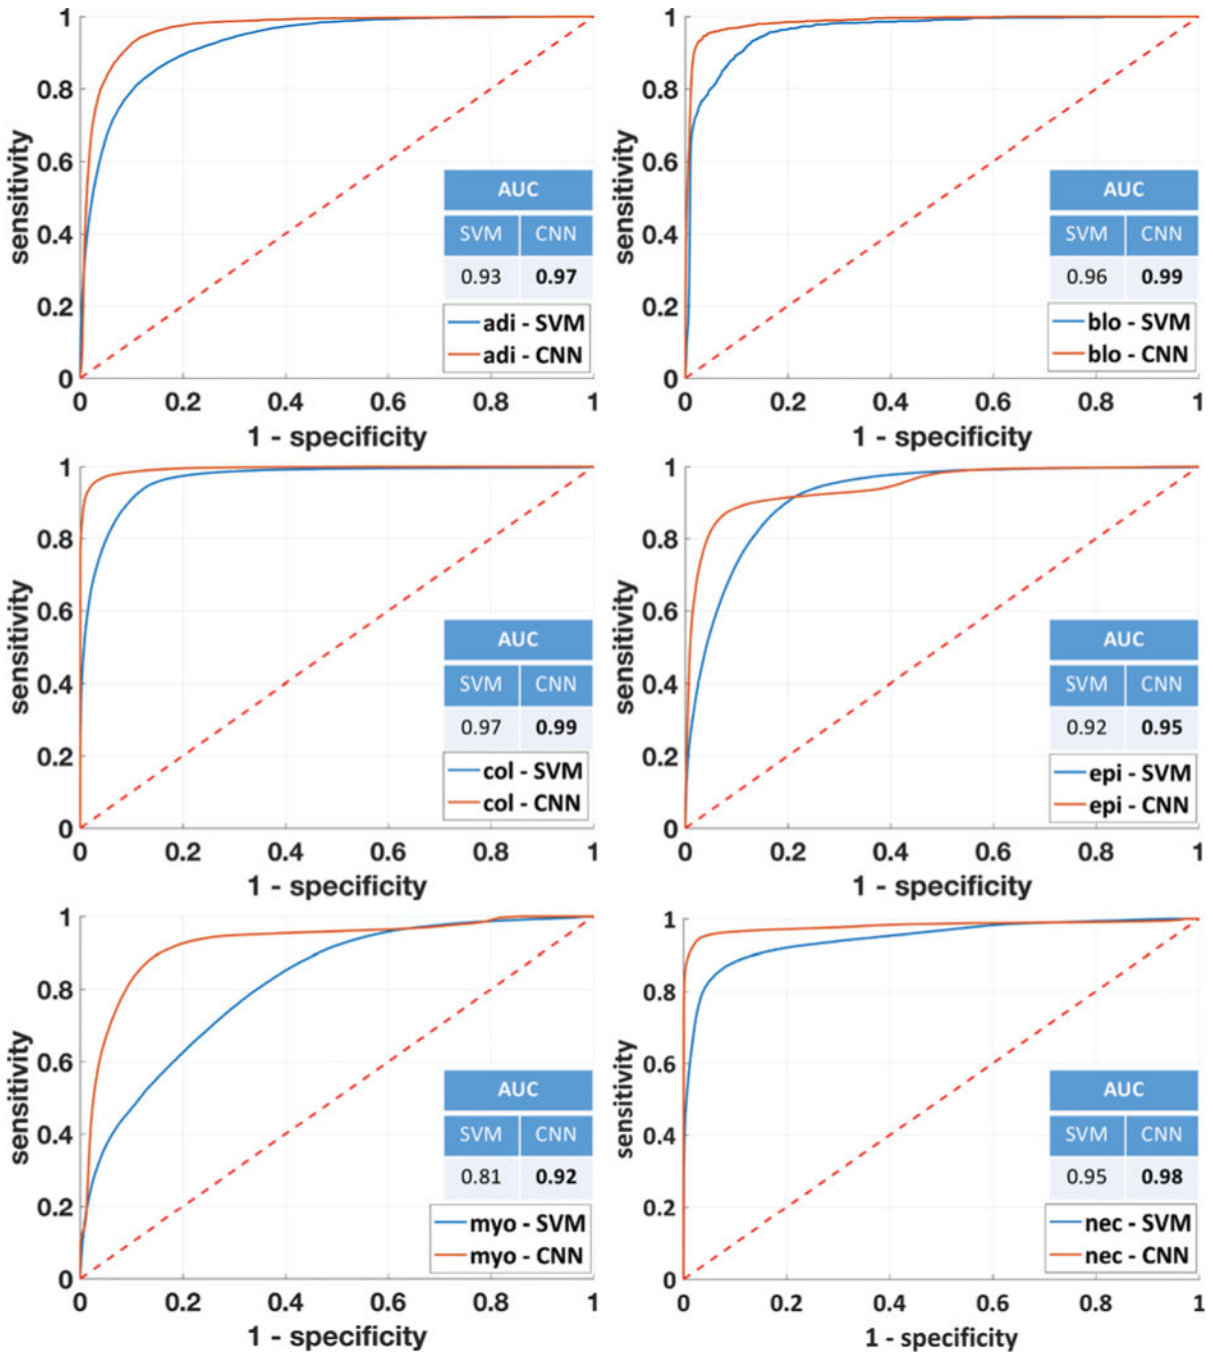 1
0.8
0.6
0.4
0.2
0
sensitivity
AUC
SVM CNN
0.93 0.97
adi - SVM
adi - CNN
0 0.2 0.4 0.6 0.8 1
1 - specificity
1
0.8
0.6
0.4
0.2
0
sensitivity
AUC
SVM CNN
0.96 0.99
blo - SVM
blo - CNN
0 0.2 0.4 0.6 0.8 1
1 - specificity
1
0.8
0.6
0.4
0.2
0
sensitivity
AUC
SVM CNN
0.97 0.99
col - SVM
col - CNN
0 0.2 0.4 0.6 0.8 1
1 - specificity
1
0.8
0.6
0.4
0.2
0
sensitivity
AUC
SVM CNN
0.92 0.95
epi - SVM
epi - CNN
0 0.2 0.4 0.6 0.8 1
1 - specificity
1
0.8
0.6
0.4
0.2
0
sensitivity
AUC
SVM CNN
0.81 0.92
myo - SVM
myo - CNN
0 0.2 0.4 0.6 0.8 1
1 - specificity
1
0.8
0.6
0.4
0.2
0
sensitivity
AUC
SVM CNN
0.95 0.98
nec - SVM
nec - CNN
0 0.2 0.4 0.6 0.8 1
1 - specificity